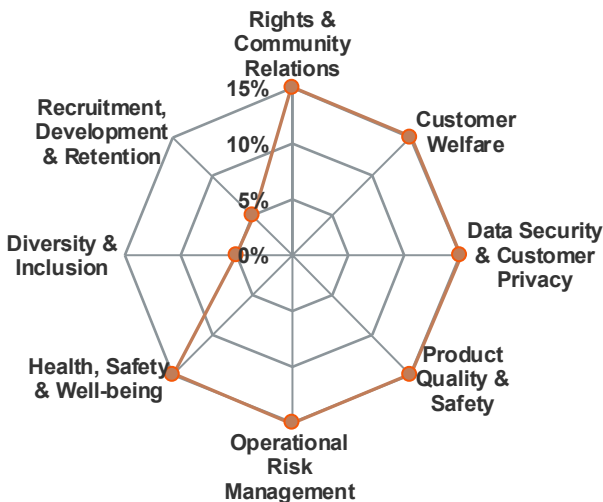 Rights &
Community
Relations
15%
10%
5%
0%
Customer
Welfare
Data Security
& Customer
Privacy
Product
Quality &
Safety
Operational
Risk
Management
Health, Safety
& Well-being
Diversity &
Inclusion
Recruitment,
Development
& Retention